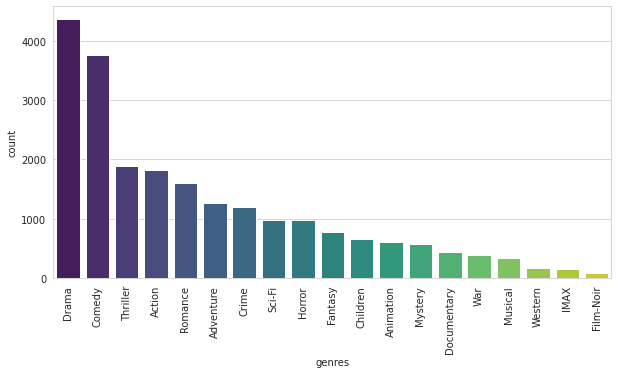 4000
3000
2000
1000
0
count
Drama
Comedy
Thriller
Action
Romance
Adventure
Crime
Sci-Fi
Horror
Fantasy
Children
Animation
Mystery
Documentary
War
Musical
Western
IMAX
Film-Noir
genres